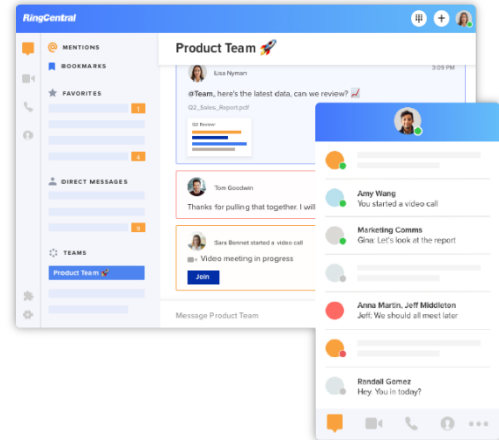 RingCentral
MENTIONS
BOOKMARKS
FAVORITES
1
4
DIRECT MESSAGES
5
TEAMS
Product Team 🚀
Product Team 🚀
Lisa Nyman
3:09 PM
@Team, here's the latest data, can we review? 📈
Q2_Sales_Report.pdf
Q2 Review
Tom Goodwin
Thanks for pulling that together. I will
Sara Bennet started a video call
Video meeting in progress
Join
Message Product Team
Amy Wang
You started a video call
Marketing Comms
Gina: Let's look at the report
Anna Martin, Jeff Middleton
Jeff: We should all meet later
Randall Gomez
Hey. You in today?